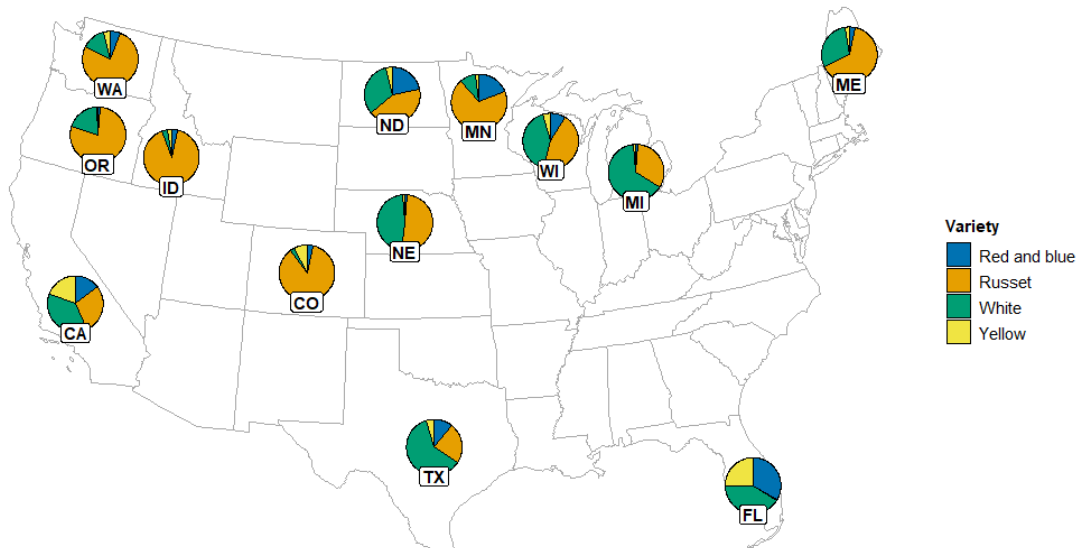 WA
ME
ND
MN
OR
ID
WI
MI
NE
CO
CA
TX
FL
Variety
Red and blue
Russet
White
Yellow